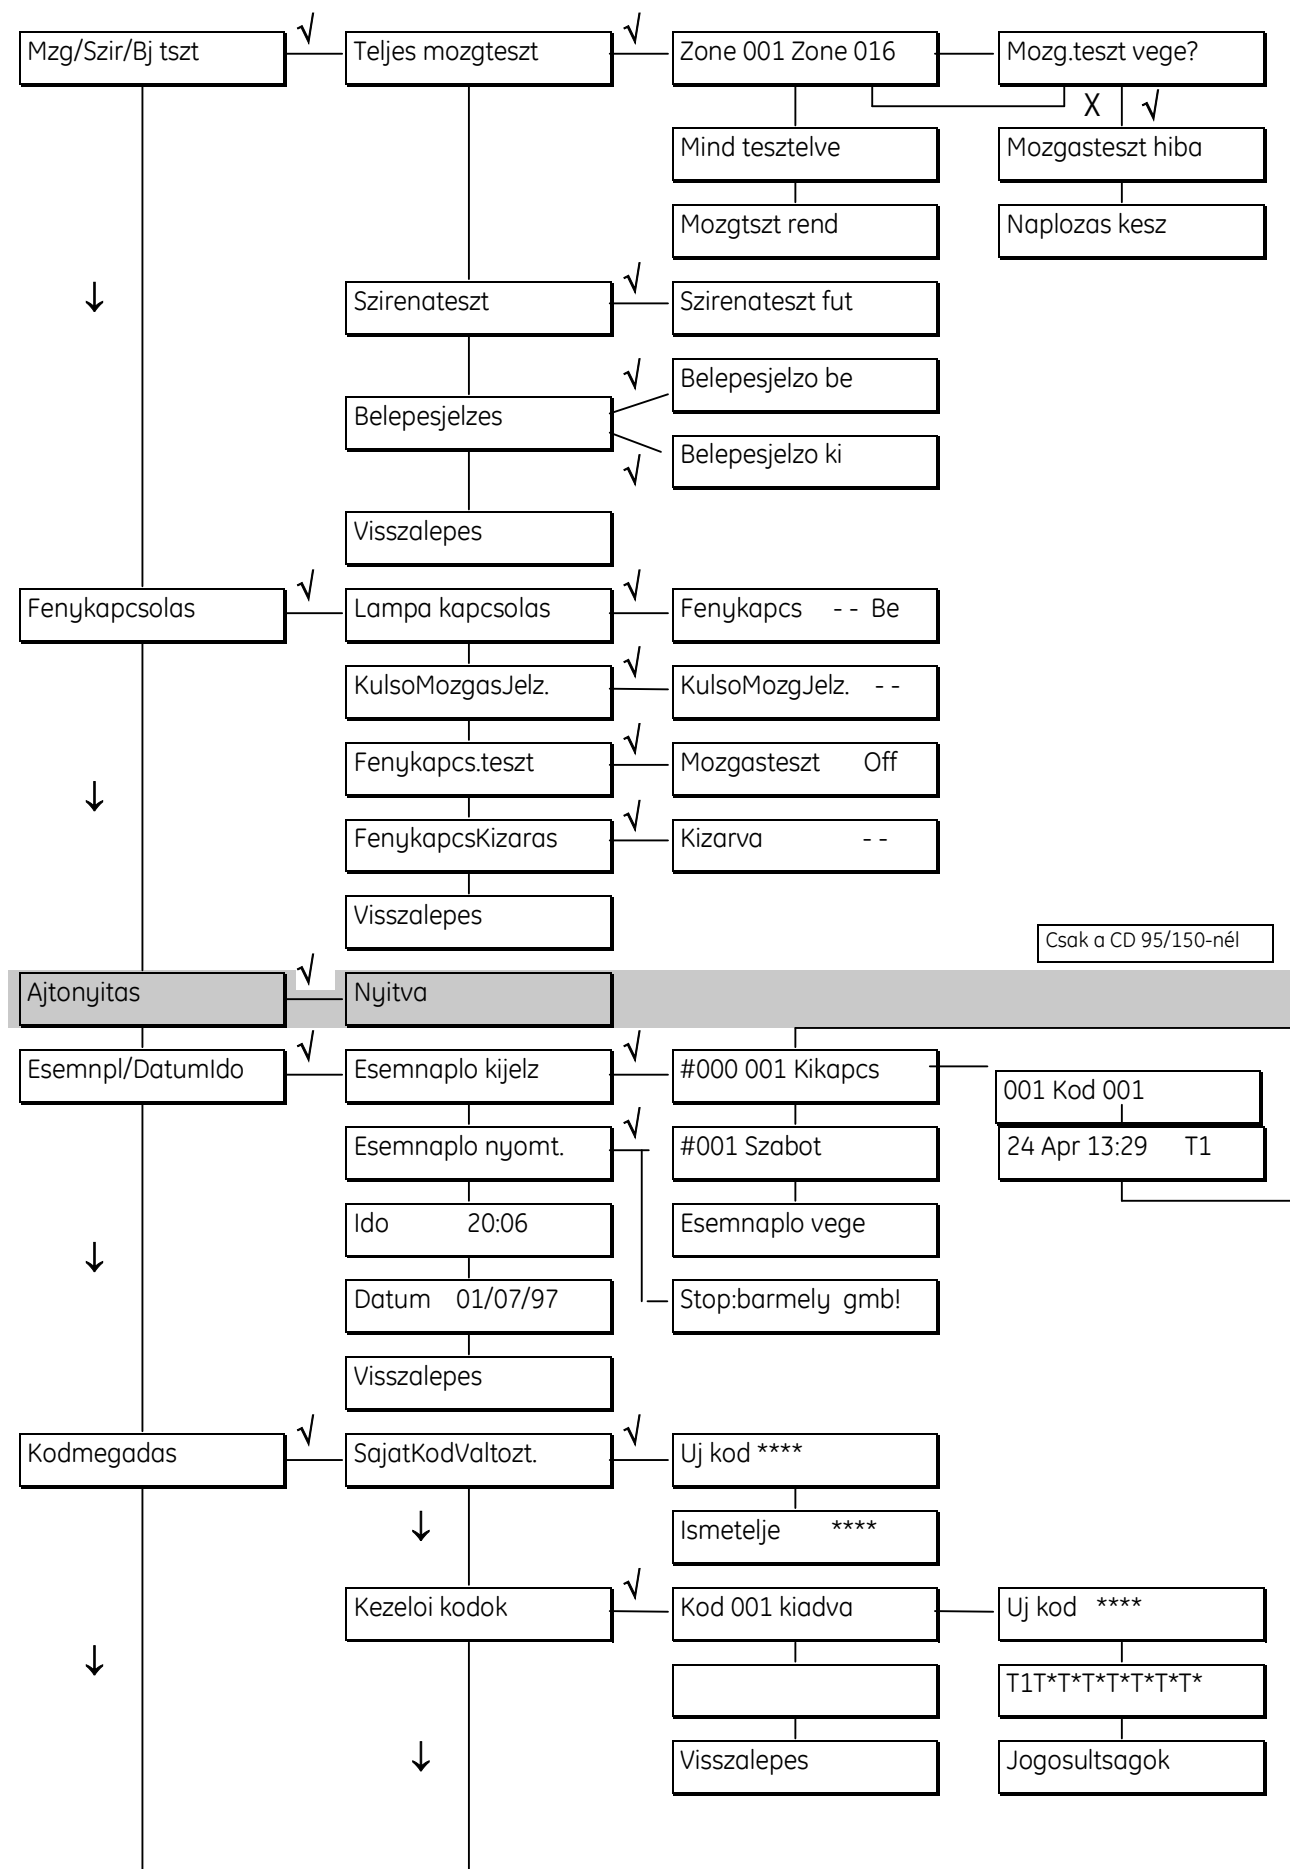 Mzg/Szir/Bj tszt √ Teljes mozgteszt √ Zone 001 Zone 016 Mozg.teszt vege?
X √
Mind tesztelve Mozgasteszt hiba
Mozgtszt rend Naplozas kesz
↓ Szirenateszt √ Szirenateszt fut
√ Belepesjelzo be
Belepesjelzes
√ Belepesjelzo ki
Visszalepes
Fenykapcsolas √ Lampa kapcsolas √ Fenykapcs - - Be
KulsoMozgasJelz. √ KulsoMozgJelz. - -
↓ Fenykapcs.teszt √ Mozgasteszt Off
FenykapcsKizaras √ Kizarva - -
Visszalepes
Csak a CD 95/150-nél
Ajtonyitas √ Nyitva
Esemnpl/DatumIdo √ Esemnaplo kijelz √ #000 001 Kikapcs
001 Kod 001
Esemnaplo nyomt. √ #001 Szabot 24 Apr 13:29 T1
Ido 20:06 Esemnaplo vege
↓ Datum 01/07/97 Stop:barmely gmb!
Visszalepes
Kodmegadas √ SajatKodValtozt. √ Uj kod ****
↓ Ismetelje ****
Kezeloi kodok √ Kod 001 kiadva Uj kod ****
↓ T1T*T*T*T*T*T*T*
↓ Visszalepes Jogosultsagok